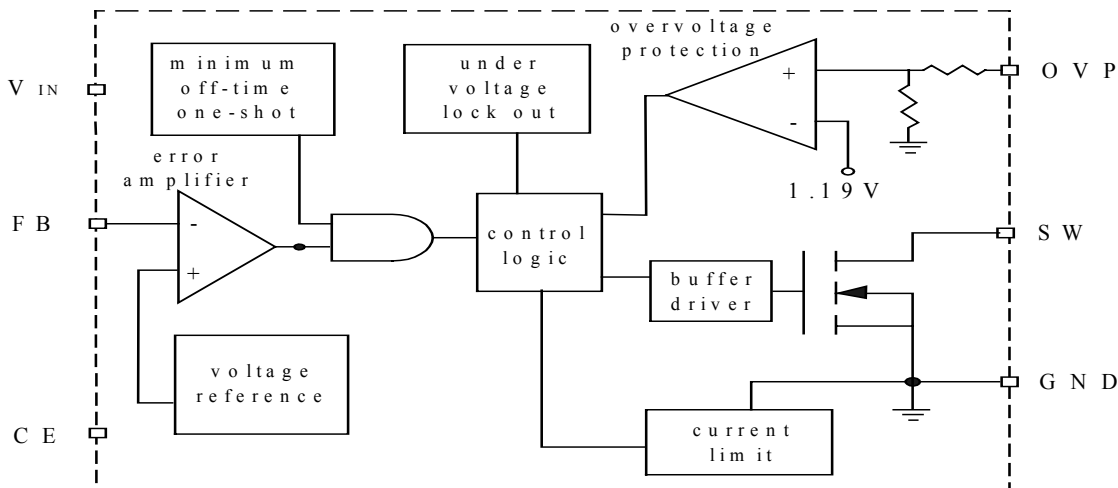 V IN
minimum
off-time
one-shot
under
voltage
lock out
overvoltage
protection
+
-
1.19V
OVP
error
amplifier
FB
-
+
control
logic
buffer
driver
SW
voltage
reference
GND
CE
current
limit